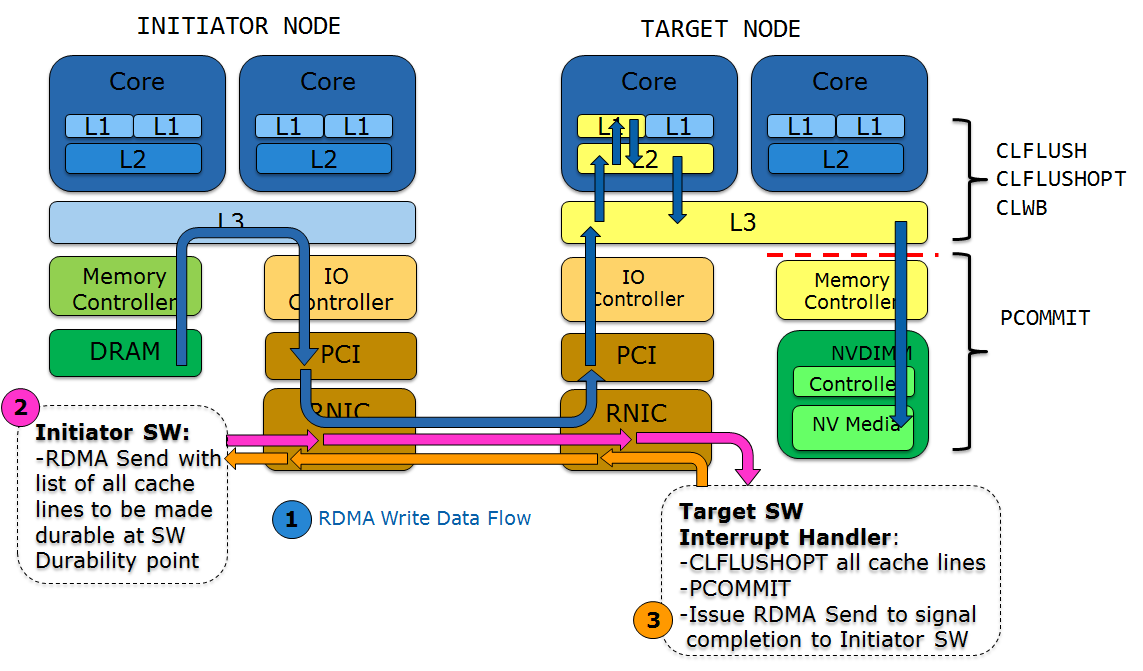 INITIATOR NODE
TARGET NODE
Core
L1
L1
L2
Core
L1
L1
L2
L3
Memory
Controller
IO
Controller
DRAM
PCI
RNIC
Core
L1
L1
L2
Core
L1
L1
L2
L3
IO
Controller
Memory
Controller
PCI
NVDIMM
Controller
NV Media
RNIC
CLFLUSH
CLFLUSHOPT
CLWB
PCOMMIT
2
Initiator SW:
-RDMA Send with
list of all cache
lines to be made
durable at SW
Durability point
1
RDMA Write Data Flow
Target SW
Interrupt Handler:
-CLFLUSHOPT all cache lines
-PCOMMIT
-Issue RDMA Send to signal
completion to Initiator SW
3